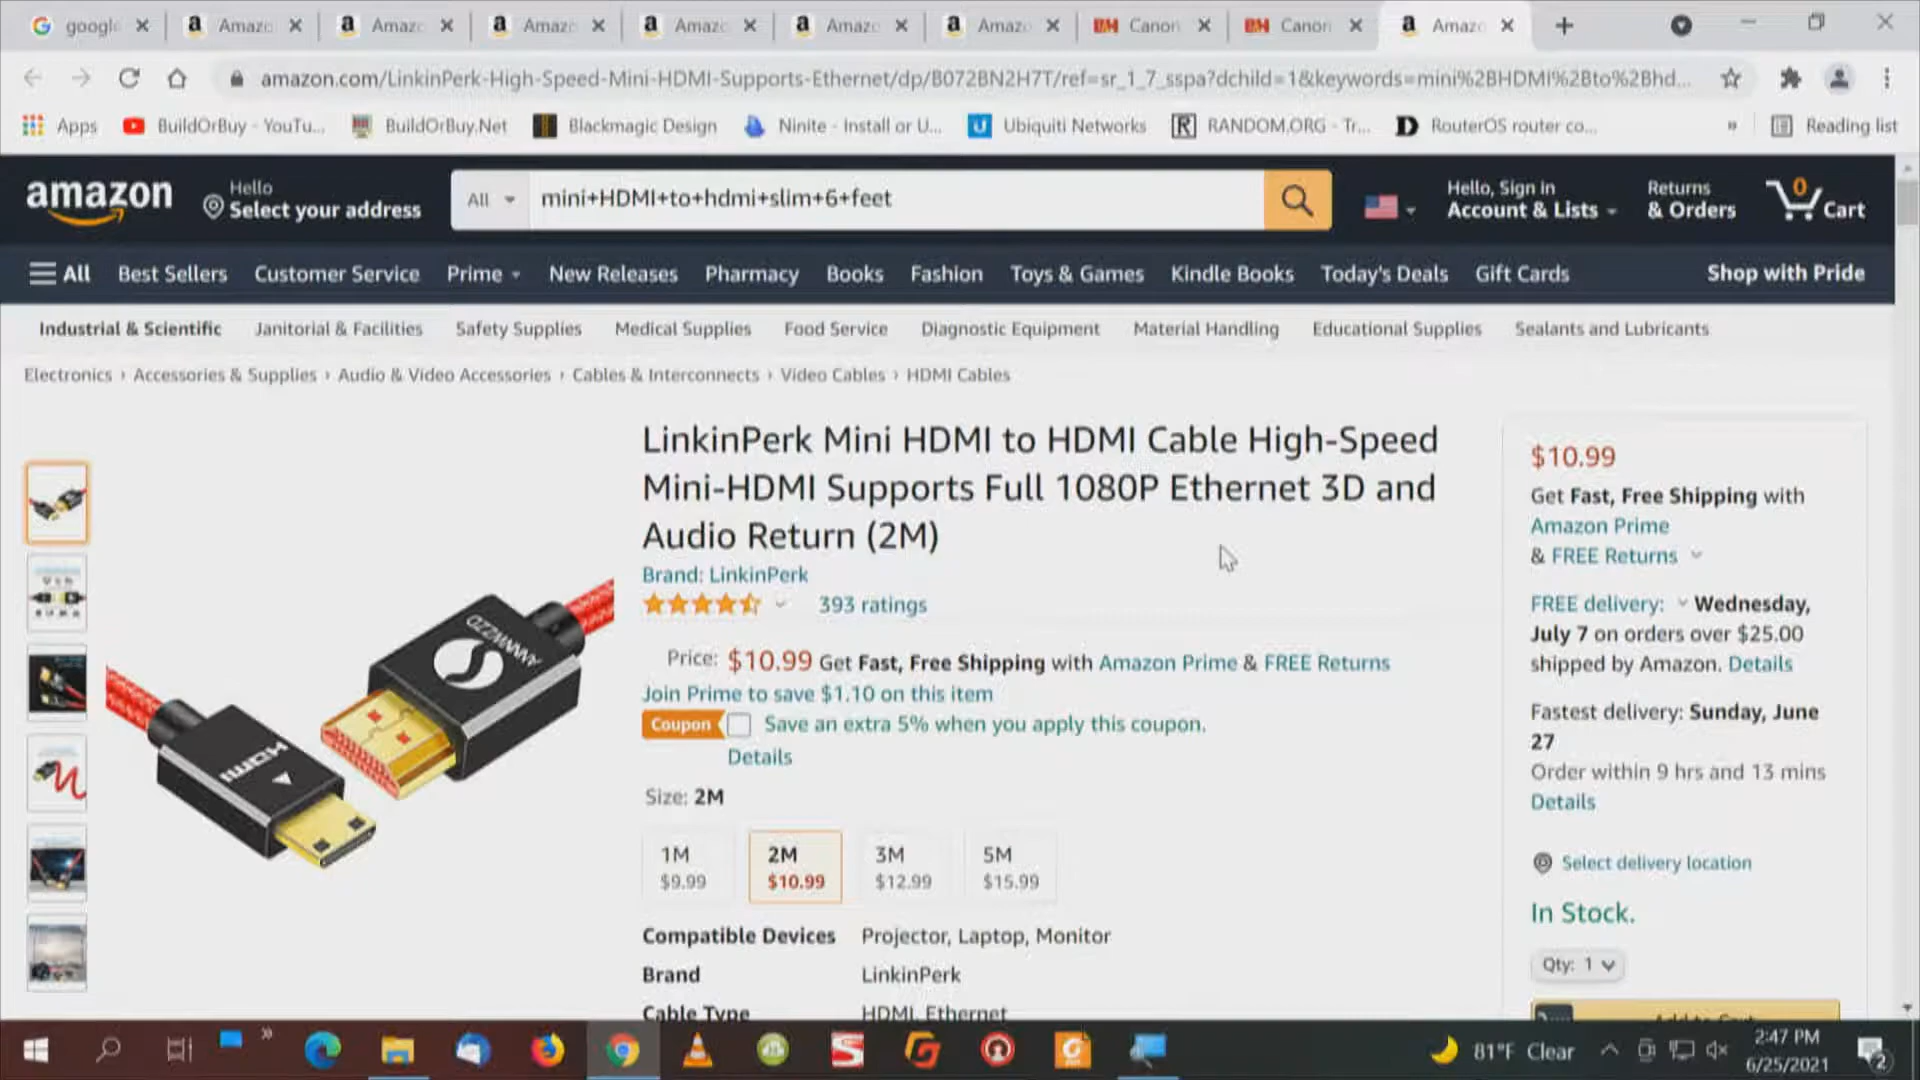 google
Amazo
Amazo
Amazo
Amazo
Amazo
Amazo
Canon
Canon
Amazo
amazon.com/LinkinPerk-High-Speed-Mini-HDMI-Supports-Ethernet/dp/B072BN2H7T/ref=sr_1_7_sspa?dchild=1&keywords=mini%2BHDMI%2Bto%2Bhd...
Apps
BuildOrBuy - YouTu...
BuildOrBuy.Net
Blackmagic Design
Ninite - Install or U...
Ubiquiti Networks
RANDOM.ORG - Tr...
RouterOS router co...
»
Reading list
amazon
Hello
Select your address
All
mini+HDMI+to+hdmi+slim+6+feet
Hello, Sign in
Account & Lists
Returns
& Orders
0
Cart
All
Best Sellers
Customer Service
Prime
New Releases
Pharmacy
Books
Fashion
Toys & Games
Kindle Books
Today's Deals
Gift Cards
Shop with Pride
Industrial & Scientific
Janitorial & Facilities
Safety Supplies
Medical Supplies
Food Service
Diagnostic Equipment
Material Handling
Educational Supplies
Sealants and Lubricants
Electronics › Accessories & Supplies › Audio & Video Accessories › Cables & Interconnects › Video Cables › HDMI Cables
LinkinPerk Mini HDMI to HDMI Cable High-Speed
Mini-HDMI Supports Full 1080P Ethernet 3D and
Audio Return (2M)
Brand: LinkinPerk
393 ratings
Price: $10.99 Get Fast, Free Shipping with Amazon Prime & FREE Returns
Join Prime to save $1.10 on this item
Coupon
Save an extra 5% when you apply this coupon.
Details
Size: 2M
1M
$9.99
2M
$10.99
3M
$12.99
5M
$15.99
Compatible Devices
Projector, Laptop, Monitor
Brand
LinkinPerk
Cable Type
HDMI, Ethernet
ANNNWZZD
HDMI
$10.99
Get Fast, Free Shipping with
Amazon Prime
& FREE Returns
FREE delivery: Wednesday,
July 7 on orders over $25.00
shipped by Amazon. Details
Fastest delivery: Sunday, June
27
Order within 9 hrs and 13 mins
Details
Select delivery location
In Stock.
Qty: 1
Add to Cart
81°F Clear
2:47 PM
6/25/2021
2